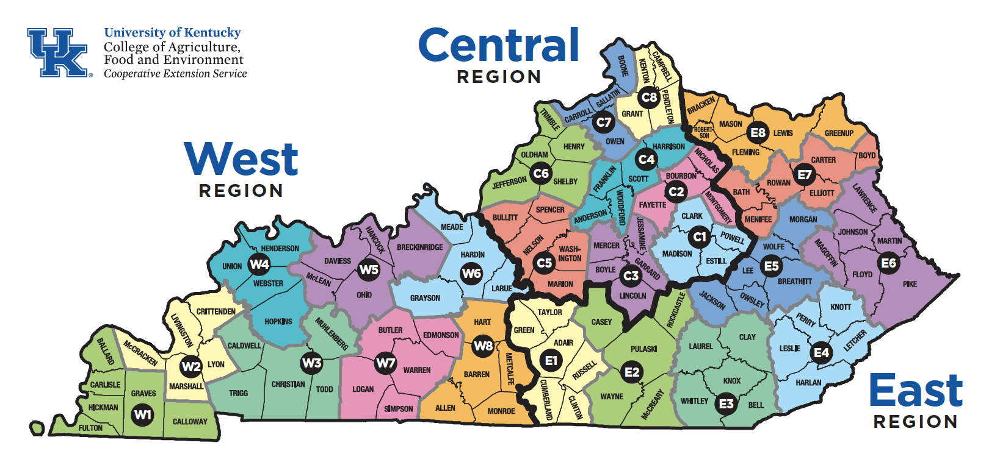 UK®
University of Kentucky
College of Agriculture,
Food and Environment
Cooperative Extension Service
Central
REGION
West
REGION
East
REGION
BOONE
KENTON
CAMPBELL
GALLATIN
CARROLL
C7
OWEN
C8
GRANT
PENDLETON
TRIMBLE
HENRY
OLDHAM
C6
JEFFERSON
SHELBY
HARRISON
C4
FRANKLIN
SCOTT
WOODFORD
ANDERSON
NICHOLAS
BOURBON
C2
FAYETTE
MONTGOMERY
CLARK
C1
POWELL
MADISON
ESTILL
BULLITT
SPENCER
NELSON
WASH-
INGTON
C5
MARION
JESSAMINE
MERCER
BOYLE
GARRARD
C3
LINCOLN
BRACKEN
MASON
ROBERT-
SON
E8
LEWIS
GREENUP
FLEMING
CARTER
BOYD
E7
ROWAN
BATH
ELLIOTT
MENIFEE
LAWRENCE
JOHNSON
MARTIN
MAGOFFIN
E6
FLOYD
PIKE
MORGAN
WOLFE
E5
LEE
BREATHITT
JACKSON
OWSLEY
KNOTT
PERRY
LETCHER
LESLIE
E4
HARLAN
CLAY
LAUREL
KNOX
WHITLEY
E3
BELL
ROCKCASTLE
CASEY
PULASKI
E2
WAYNE
McCREARY
TAYLOR
GREEN
ADAIR
E1
RUSSELL
CUMBERLAND
CLINTON
MEADE
HARDIN
W6
LARUE
GRAYSON
HANCOCK
BRECKINRIDGE
DAVIESS
W5
McLEAN
OHIO
HENDERSON
UNION
W4
WEBSTER
HOPKINS
MUHLENBERG
CALDWELL
W3
CHRISTIAN
TODD
TRIGG
CRITTENDEN
LIVINGSTON
McCRACKEN
W2
LYON
MARSHALL
BALLARD
CARLISLE
GRAVES
HICKMAN
W1
FULTON
CALLOWAY
BUTLER
EDMONSON
W7
WARREN
LOGAN
SIMPSON
HART
W8
METCALFE
BARREN
ALLEN
MONROE